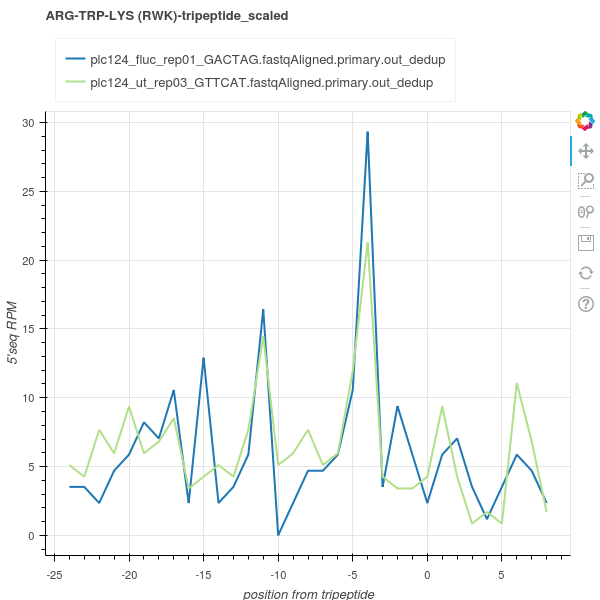 ARG-TRP-LYS (RWK)-tripeptide_scaled
plc124_fluc_rep01_GACTAG.fastqAligned.primary.out_dedup
plc124_ut_rep03_GTTCAT.fastqAligned.primary.out_dedup
30
25
20
15
10
5
0
5'seq RPM
-25 -20 -15 -10 -5 0 5
position from tripeptide